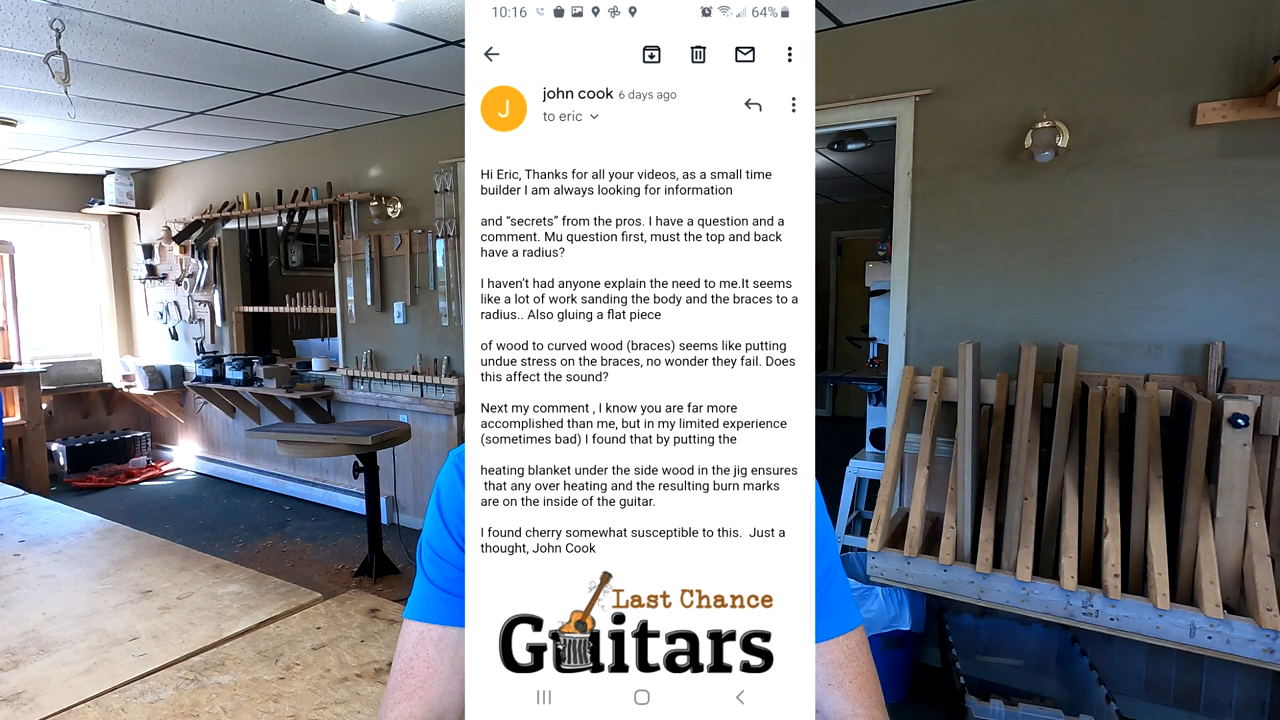 10:16
64%
john cook 6 days ago
to eric
J
Hi Eric, Thanks for all your videos, as a small time
builder I am always looking for information
and “secrets” from the pros. I have a question and a
comment. Mu question first, must the top and back
have a radius?
I haven’t had anyone explain the need to me.It seems
like a lot of work sanding the body and the braces to a
radius.. Also gluing a flat piece
of wood to curved wood (braces) seems like putting
undue stress on the braces, no wonder they fail. Does
this affect the sound?
Next my comment , I know you are far more
accomplished than me, but in my limited experience
(sometimes bad) I found that by putting the
heating blanket under the side wood in the jig ensures
that any over heating and the resulting burn marks
are on the inside of the guitar.
I found cherry somewhat susceptible to this.  Just a
thought, John Cook
Last Chance
Guitars